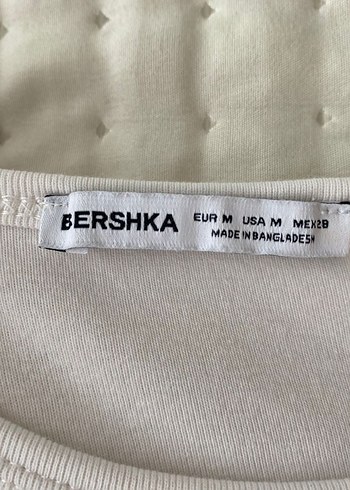 BERSHKA
EUR M USA M MEX 28
MADE IN BANGLADESH